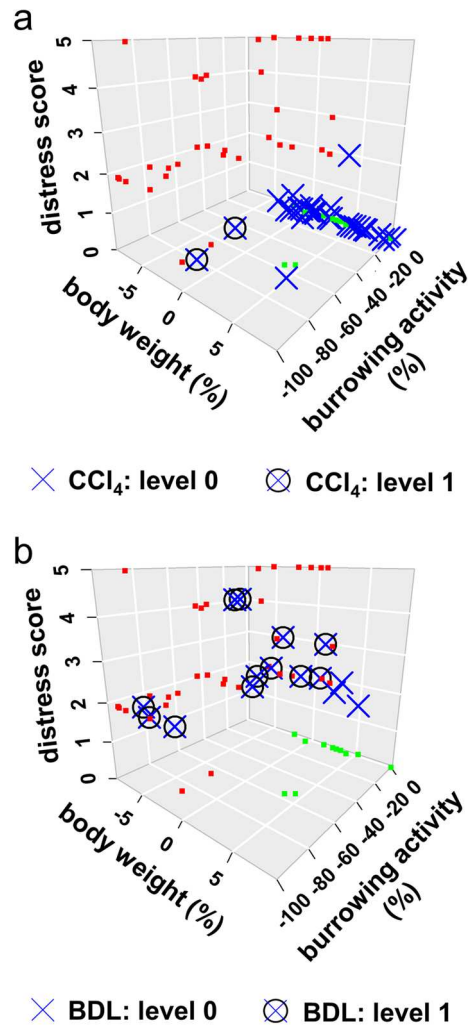 a
5
4
3
2
1
0
distress score
-5
0
5
body weight (%)
-100
-80
-60
-40
-20
0
burrowing activity
(%)
CCl₄: level 0
CCl₄: level 1
b
5
4
3
2
1
0
distress score
-5
0
5
body weight (%)
-100
-80
-60
-40
-20
0
burrowing activity
(%)
BDL: level 0
BDL: level 1